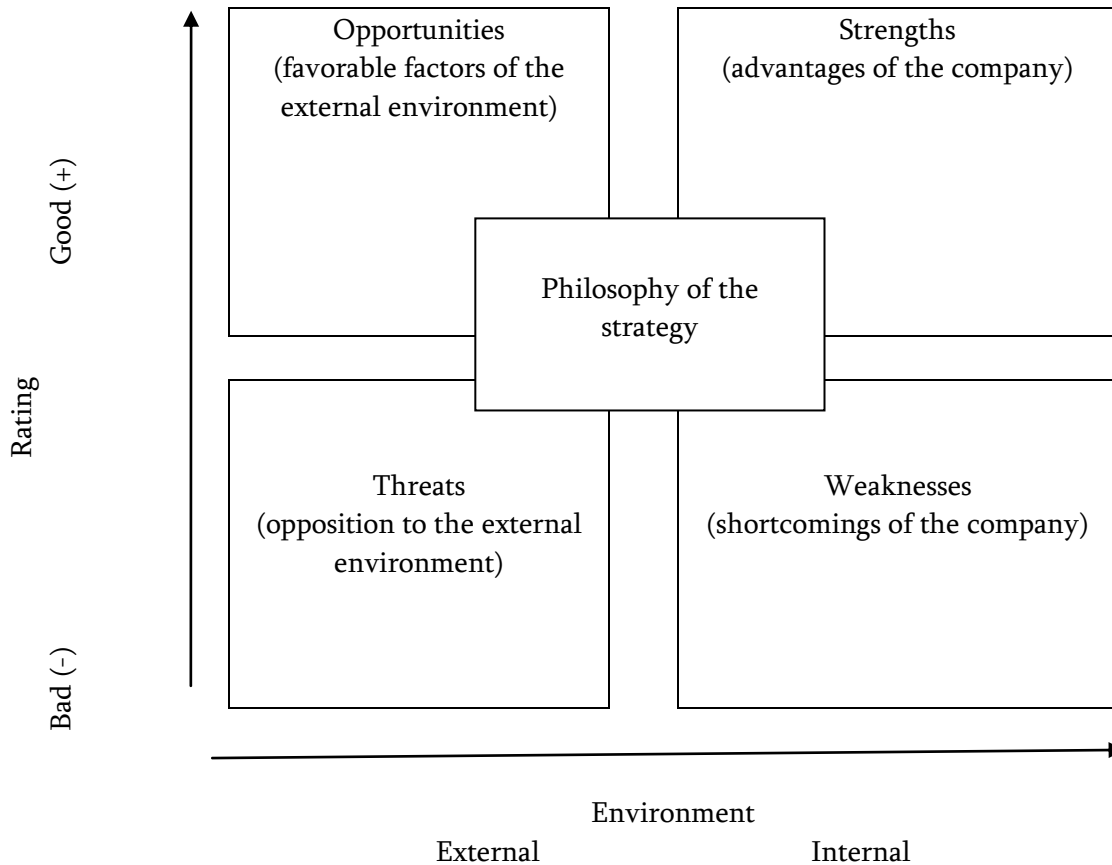 Opportunities
(favorable factors of the
external environment)
Strengths
(advantages of the company)
Good (+)
Philosophy of the
strategy
Rating
Threats
(opposition to the external
environment)
Weaknesses
(shortcomings of the company)
Bad (-)
Environment
External
Internal